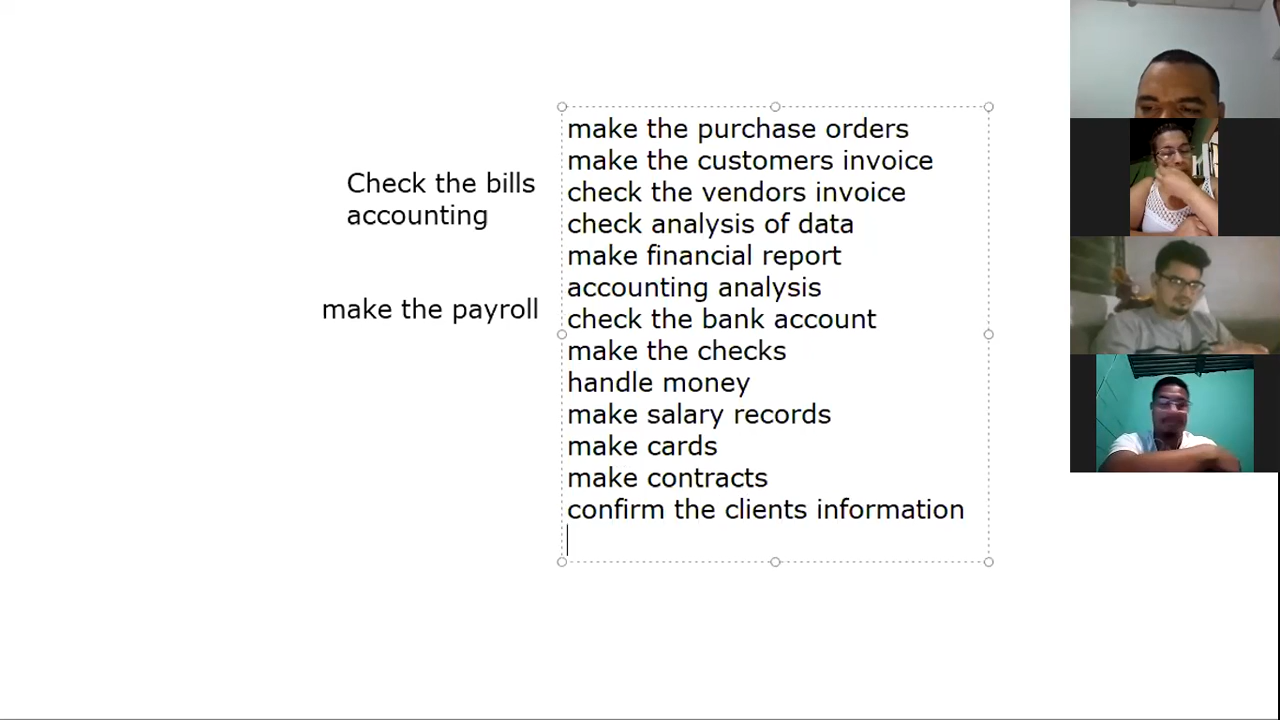 Check the bills
accounting
make the payroll
make the purchase orders
make the customers invoice
check the vendors invoice
check analysis of data
make financial report
accounting analysis
check the bank account
make the checks
handle money
make salary records
make cards
make contracts
confirm the clients information